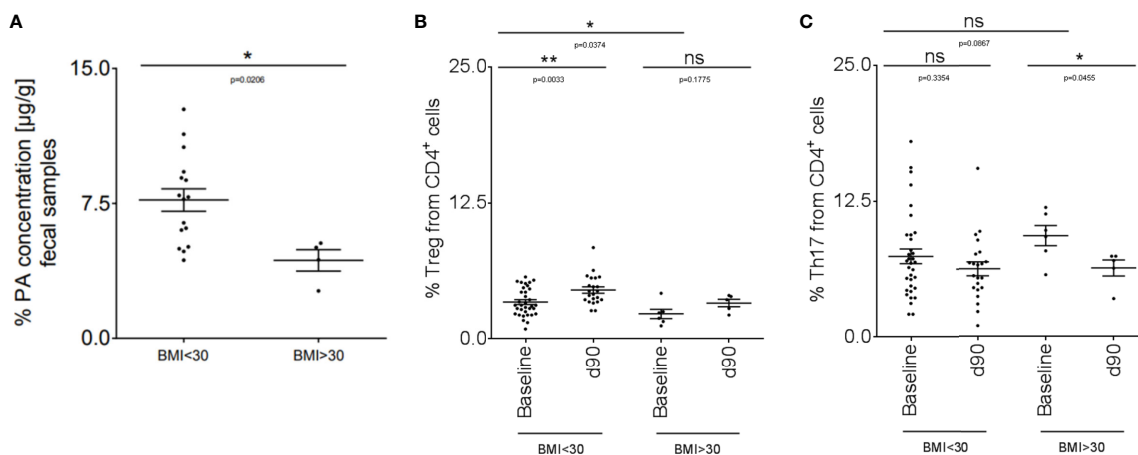 A
*
p=0.0206
15.0
7.5
0.0
% PA concentration [µg/g]
fecal samples
BMI<30
BMI>30
B
*
p=0.0374
**
ns
p=0.0033
p=0.1775
25.0
12.5
0.0
% Treg from CD4⁺ cells
Baseline
d90
Baseline
d90
BMI<30
BMI>30
C
ns
p=0.0867
ns
*
p=0.3354
p=0.0455
25.0
12.5
0.0
% Th17 from CD4⁺ cells
Baseline
d90
Baseline
d90
BMI<30
BMI>30